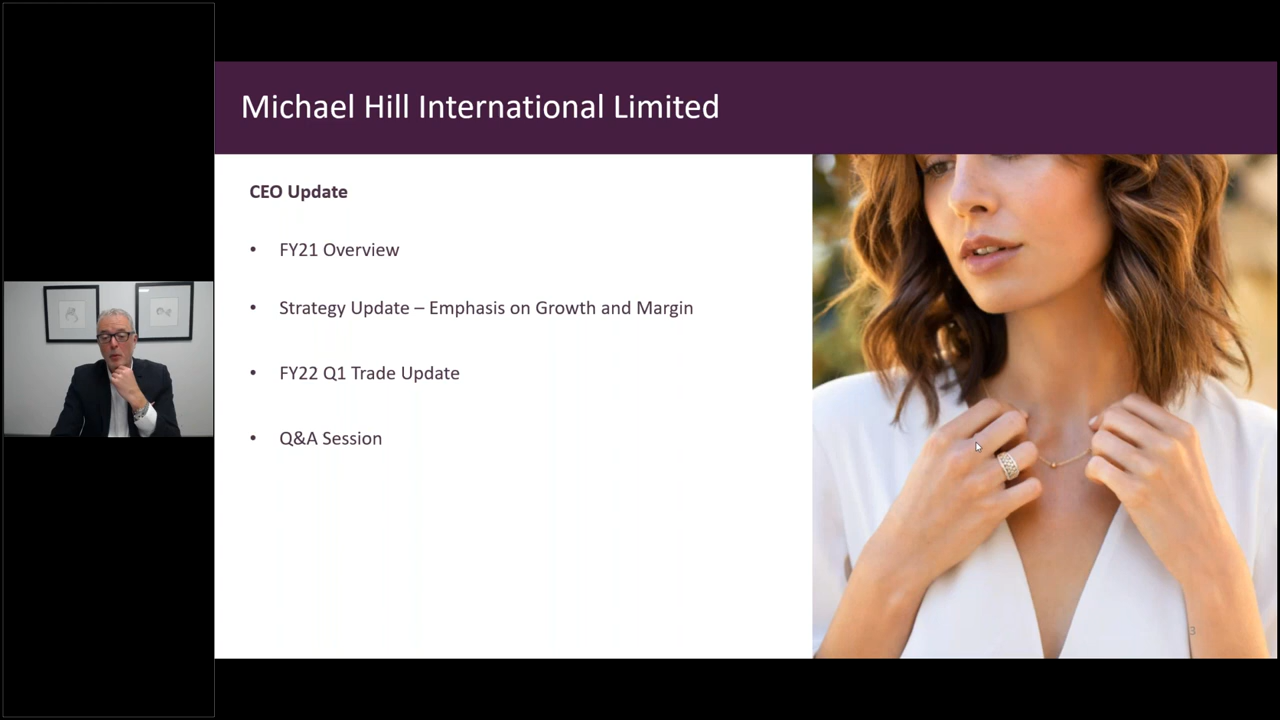 Michael Hill International Limited
CEO Update
• FY21 Overview
• Strategy Update – Emphasis on Growth and Margin
• FY22 Q1 Trade Update
• Q&A Session
3